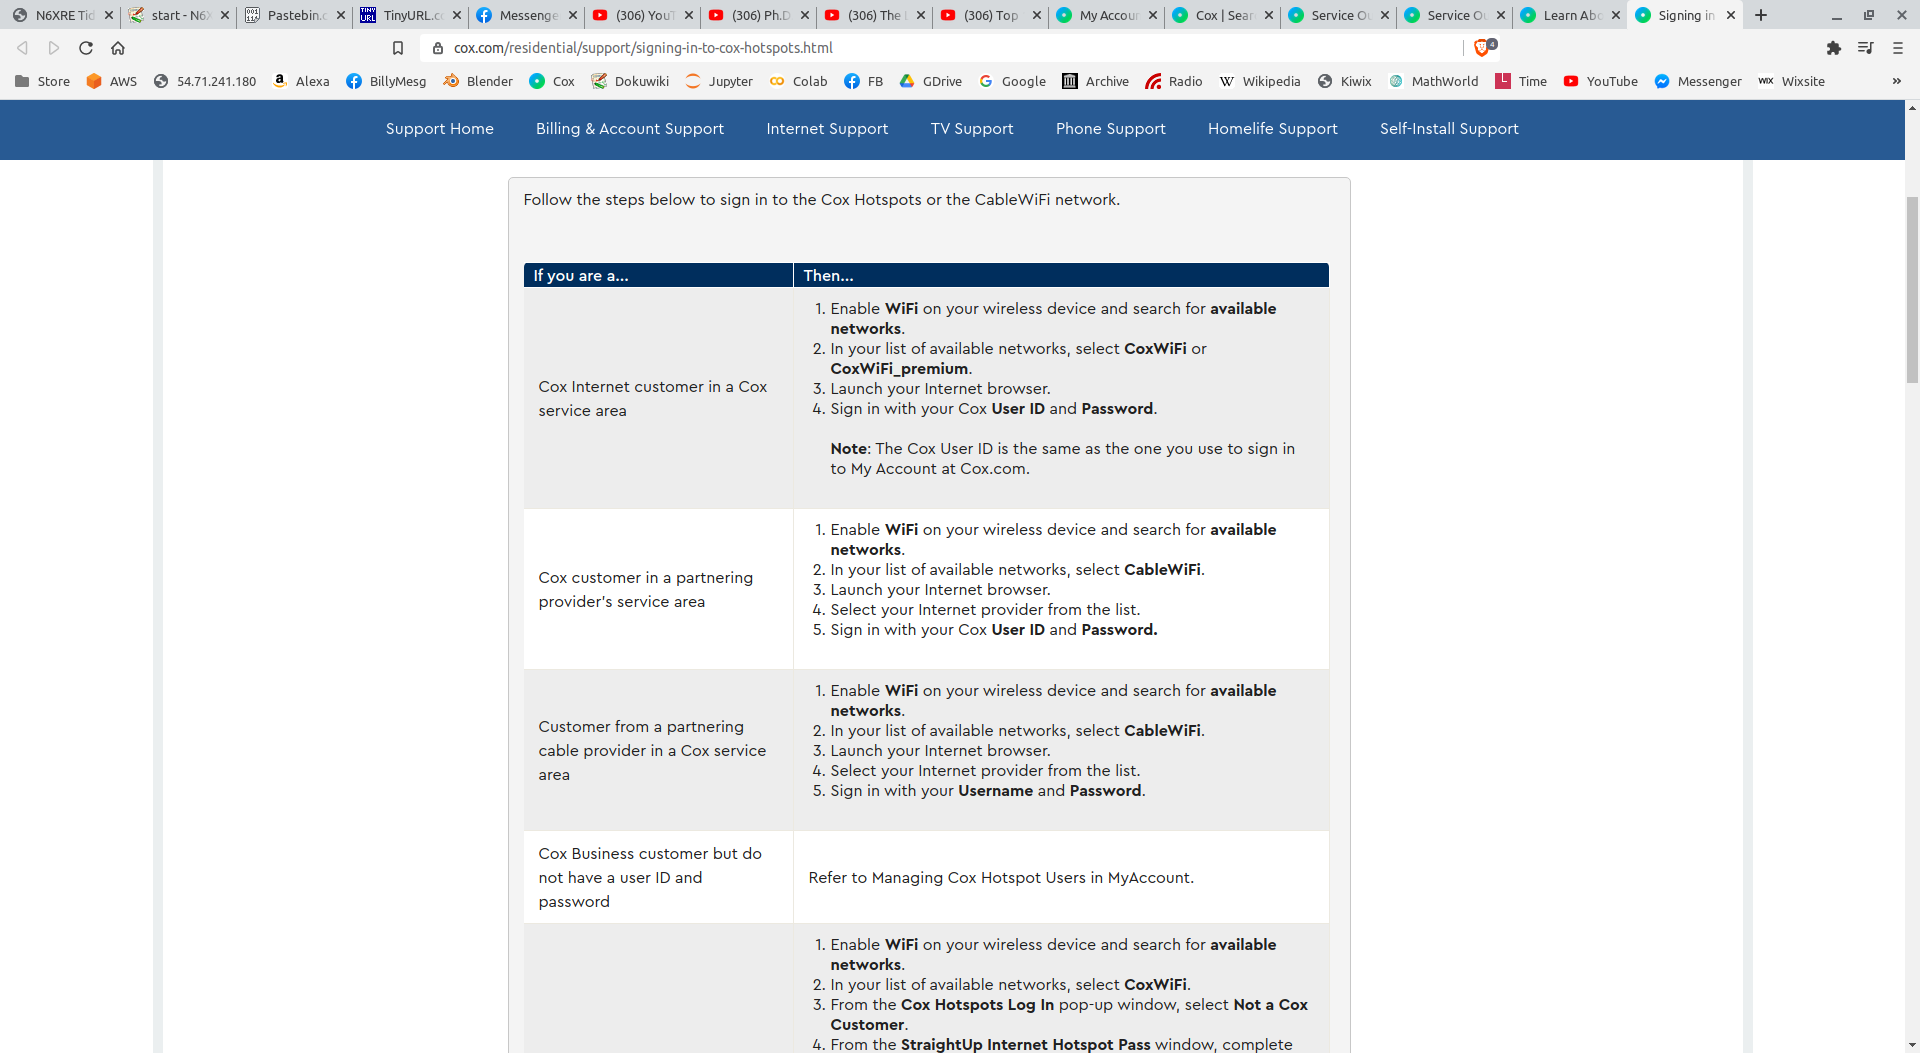 N6XRE Tid
start - N6X
Pastebin.c
TinyURL.c
Messenge
(306) YouT
(306) Ph.D
(306) The
(306) Top
My Accour
Cox | Sear
Service Ou
Service Ou
Learn Abo
Signing in
cox.com/residential/support/signing-in-to-cox-hotspots.html
4
Store
AWS
54.71.241.180
Alexa
BillyMesg
Blender
Cox
Dokuwiki
Jupyter
Colab
FB
GDrive
Google
Archive
Radio
Wikipedia
Kiwix
MathWorld
Time
YouTube
Messenger
Wixsite
Support Home
Billing & Account Support
Internet Support
TV Support
Phone Support
Homelife Support
Self-Install Support
Follow the steps below to sign in to the Cox Hotspots or the CableWiFi network.
If you are a...
Then...
Cox Internet customer in a Cox
service area
1. Enable WiFi on your wireless device and search for available
networks.
2. In your list of available networks, select CoxWiFi or
CoxWiFi_premium.
3. Launch your Internet browser.
4. Sign in with your Cox User ID and Password.
Note: The Cox User ID is the same as the one you use to sign in
to My Account at Cox.com.
Cox customer in a partnering
provider's service area
1. Enable WiFi on your wireless device and search for available
networks.
2. In your list of available networks, select CableWiFi.
3. Launch your Internet browser.
4. Select your Internet provider from the list.
5. Sign in with your Cox User ID and Password.
Customer from a partnering
cable provider in a Cox service
area
1. Enable WiFi on your wireless device and search for available
networks.
2. In your list of available networks, select CableWiFi.
3. Launch your Internet browser.
4. Select your Internet provider from the list.
5. Sign in with your Username and Password.
Cox Business customer but do
not have a user ID and
password
Refer to Managing Cox Hotspot Users in MyAccount.
1. Enable WiFi on your wireless device and search for available
networks.
2. In your list of available networks, select CoxWiFi.
3. From the Cox Hotspots Log In pop-up window, select Not a Cox
Customer.
4. From the StraightUp Internet Hotspot Pass window, complete